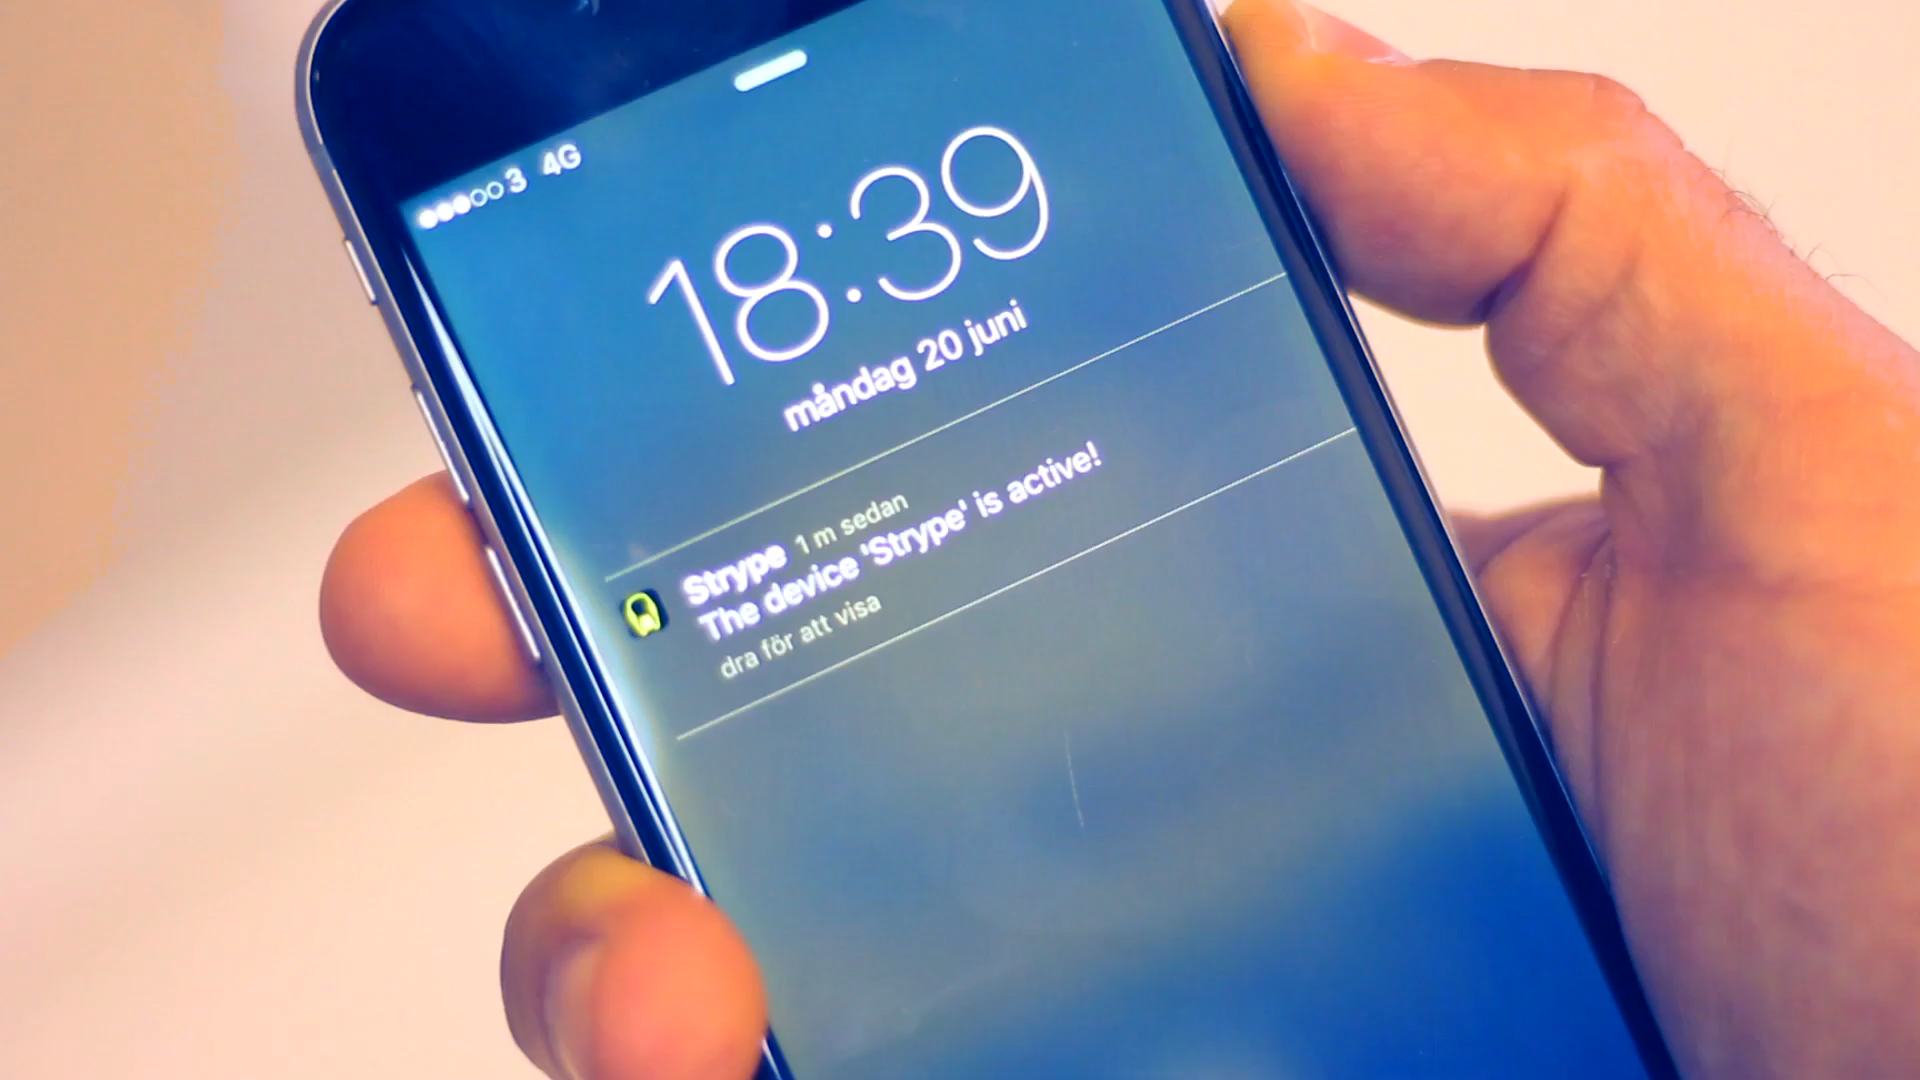 3 4G
18:39
måndag 20 juni
Strype 1 m sedan
The device 'Strype' is active!
dra för att visa